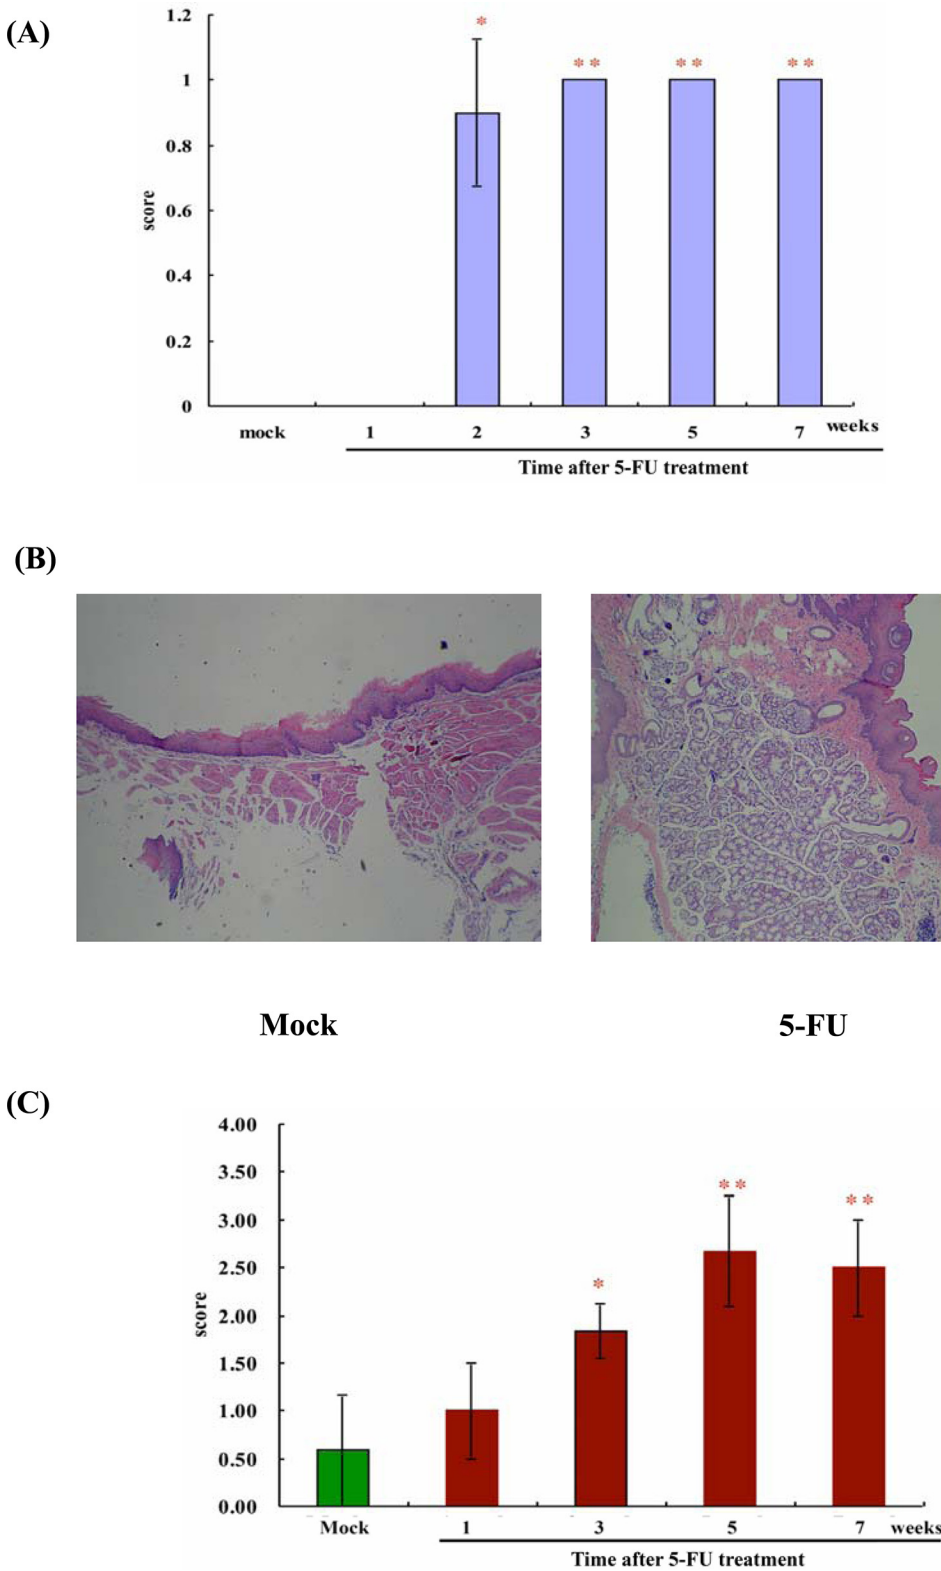 (A)
1.2
1
0.8
0.6
0.4
0.2
0
score
*
**
**
**
mock
1
2
3
5
7
weeks
Time after 5-FU treatment
(B)
Mock
5-FU
(C)
4.00
3.50
3.00
2.50
2.00
1.50
1.00
0.50
0.00
score
*
**
**
Mock
1
3
5
7
weeks
Time after 5-FU treatment